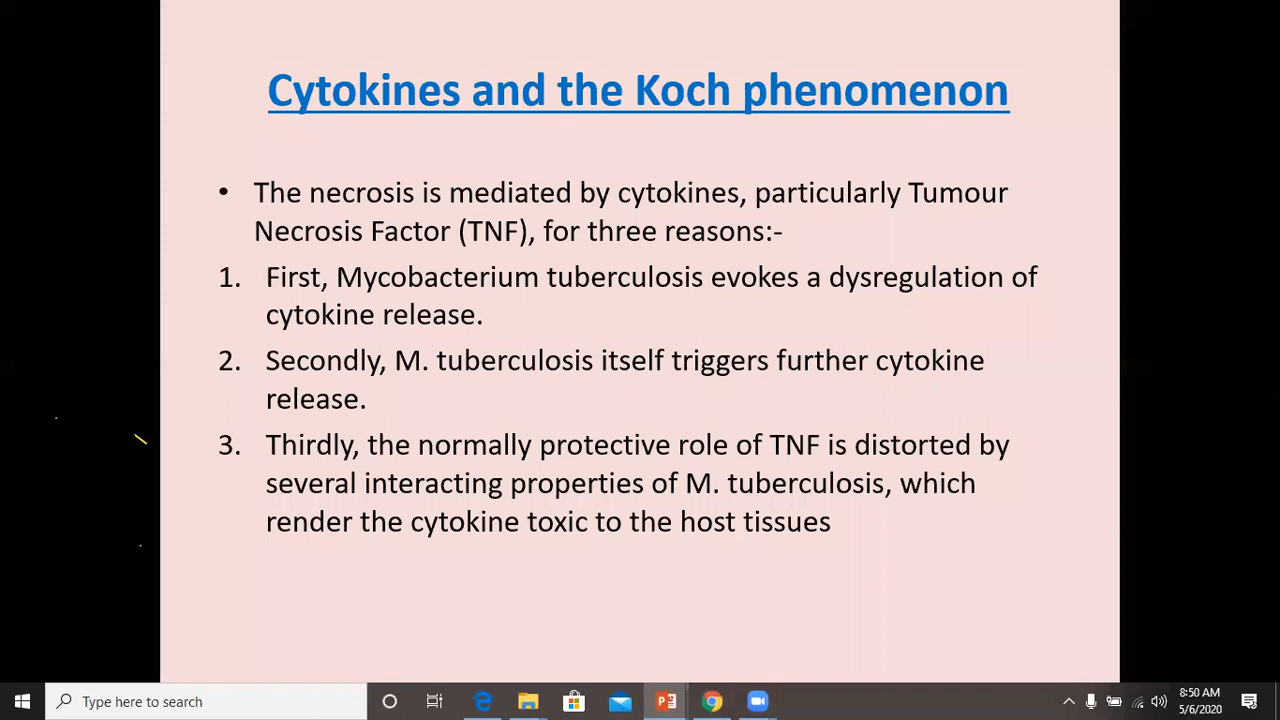 Cytokines and the Koch phenomenon
• The necrosis is mediated by cytokines, particularly Tumour
Necrosis Factor (TNF), for three reasons:-
1. First, Mycobacterium tuberculosis evokes a dysregulation of
cytokine release.
2. Secondly, M. tuberculosis itself triggers further cytokine
release.
3. Thirdly, the normally protective role of TNF is distorted by
several interacting properties of M. tuberculosis, which
render the cytokine toxic to the host tissues
Type here to search
8:50 AM
5/6/2020